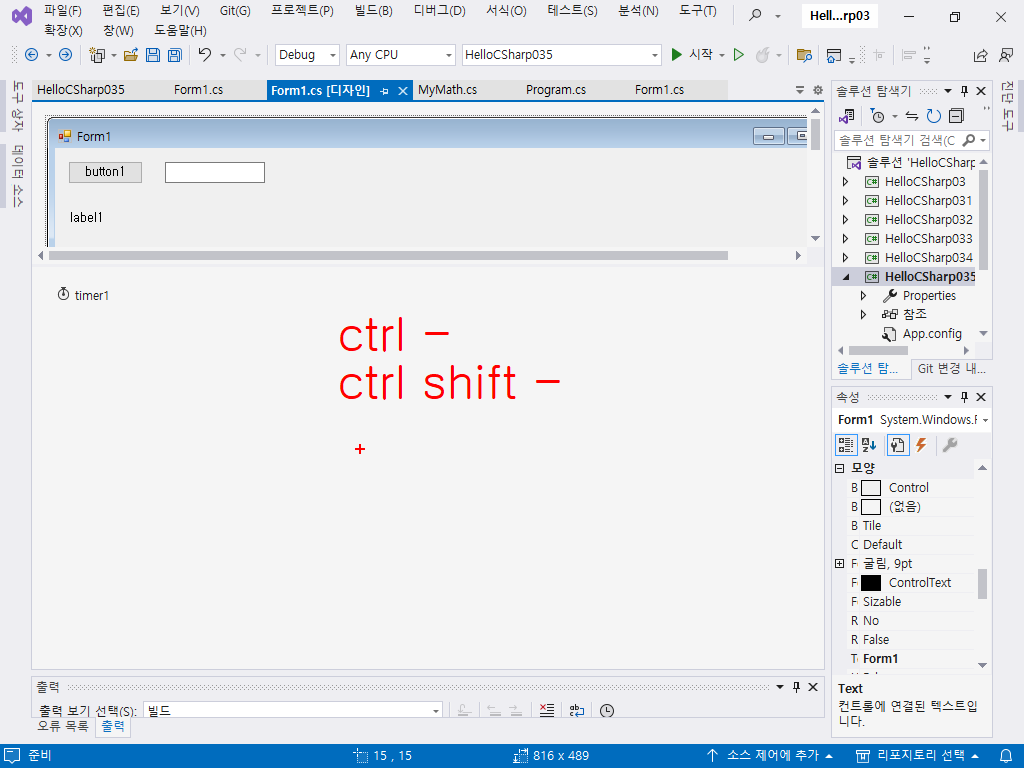 파일(F) 편집(E) 보기(V) Git(G) 프로젝트(P) 빌드(B) 디버그(D) 서식(O) 테스트(S) 분석(N) 도구(T)
확장(X) 창(W) 도움말(H)
Hell...rp03
Debug Any CPU HelloCSharp035 시작
HelloCSharp035 Form1.cs Form1.cs [디자인] MyMath.cs Program.cs Form1.cs
도구 상자
데이터 소스
Form1
button1
label1
timer1
ctrl -
ctrl shift -
+
출력
출력 보기 선택(S): 빌드
오류 목록 출력
솔루션 탐색기
솔루션 탐색기 검색(C
솔루션 'HelloCSharp
HelloCSharp03
HelloCSharp031
HelloCSharp032
HelloCSharp033
HelloCSharp034
HelloCSharp035
Properties
참조
App.config
솔루션 탐... Git 변경 내...
속성
Form1 System.Windows.F
모양
B Control
B (없음)
B Tile
C Default
F 굴림, 9pt
F ControlText
F Sizable
R No
R False
T Form1
Text
컨트롤에 연결된 텍스트입
니다.
진단 도구
준비 15 , 15 816 x 489 소스 제어에 추가 리포지토리 선택